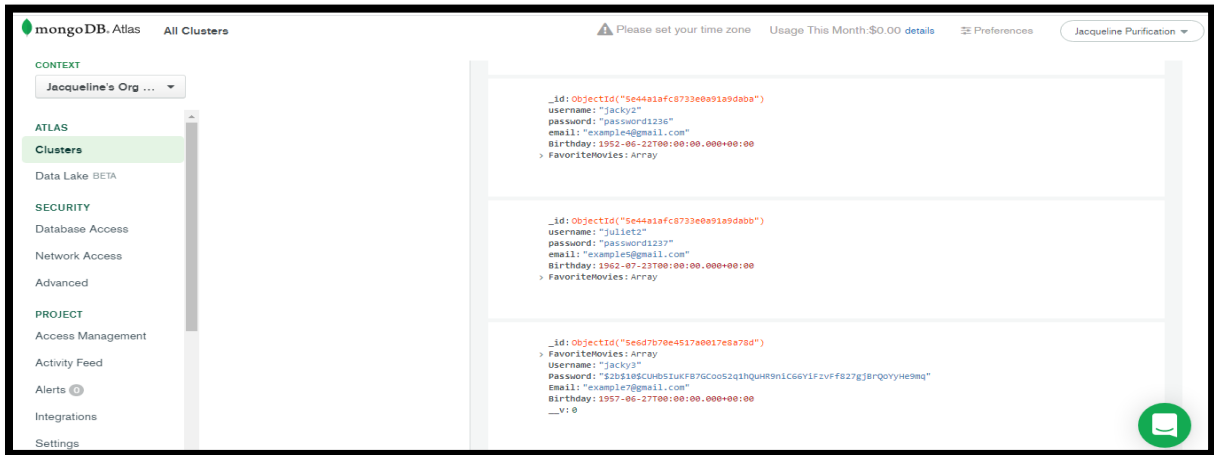 mongoDB. Atlas All Clusters Please set your time zone Usage This Month:$0.00 details Preferences Jacqueline Purification
CONTEXT
Jacqueline's Org ...
ATLAS
Clusters
Data Lake BETA
SECURITY
Database Access
Network Access
Advanced
PROJECT
Access Management
Activity Feed
Alerts 0
Integrations
Settings
_id: ObjectId("5e44a1afc8733e0a91a9daba")
username: "jacky2"
password: "password1236"
email: "example4@gmail.com"
Birthday: 1952-06-22T00:00:00.000+00:00
> FavoriteMovies: Array
_id: ObjectId("5e44a1afc8733e0a91a9dabb")
username: "juliet2"
password: "password1237"
email: "example5@gmail.com"
Birthday: 1962-07-23T00:00:00.000+00:00
> FavoriteMovies: Array
_id: ObjectId("5e6d7b70e4517a0017e8a78d")
> FavoriteMovies: Array
Username: "jacky3"
Password: "$2b$10$CUHb5IuKF87GCoo52q1hQuHR9niC66YiFzvFf827gjBrQoYyHe9mq"
Email: "example7@gmail.com"
Birthday: 1957-06-27T00:00:00.000+00:00
__v: 0